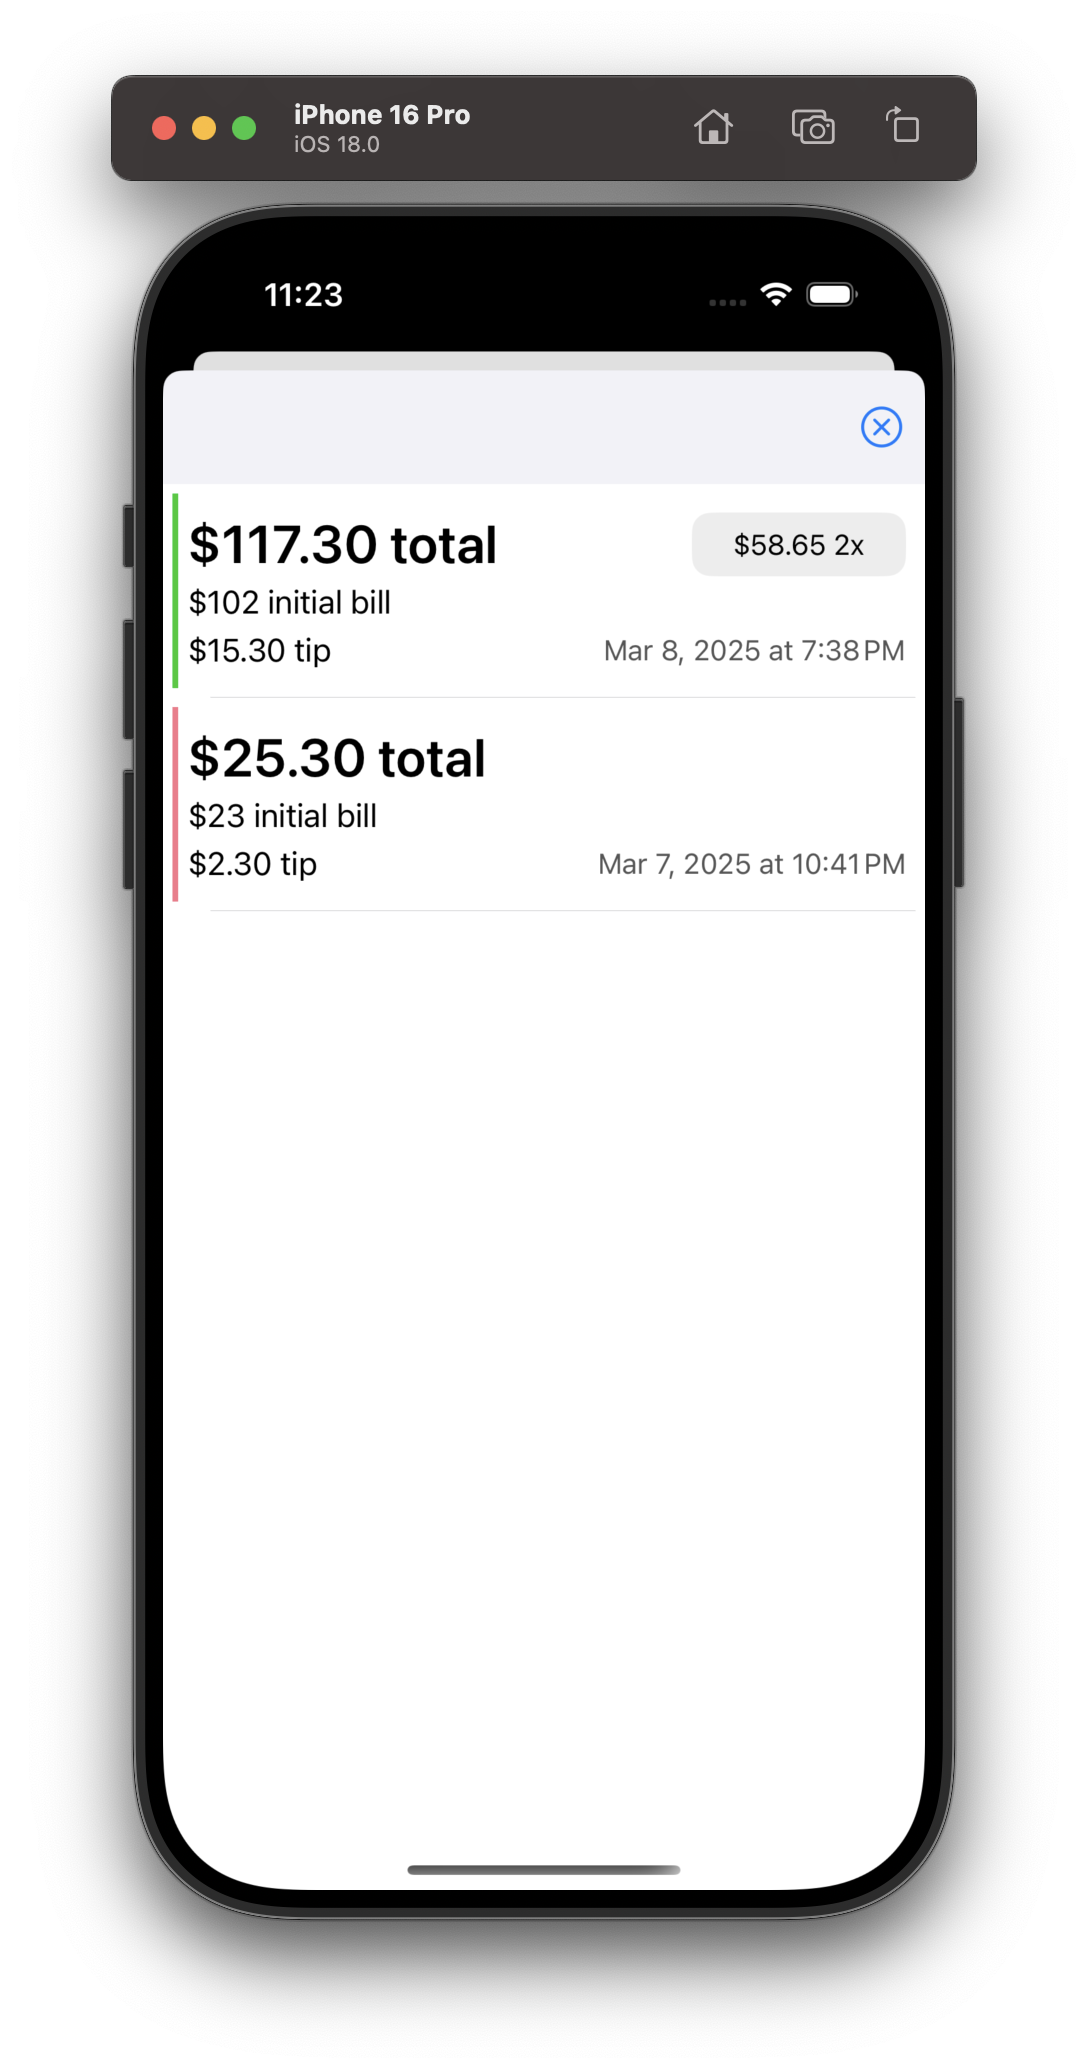 iPhone 16 Pro
iOS 18.0
11:23
$117.30 total
$58.65 2x
$102 initial bill
$15.30 tip
Mar 8, 2025 at 7:38 PM
$25.30 total
$23 initial bill
$2.30 tip
Mar 7, 2025 at 10:41 PM